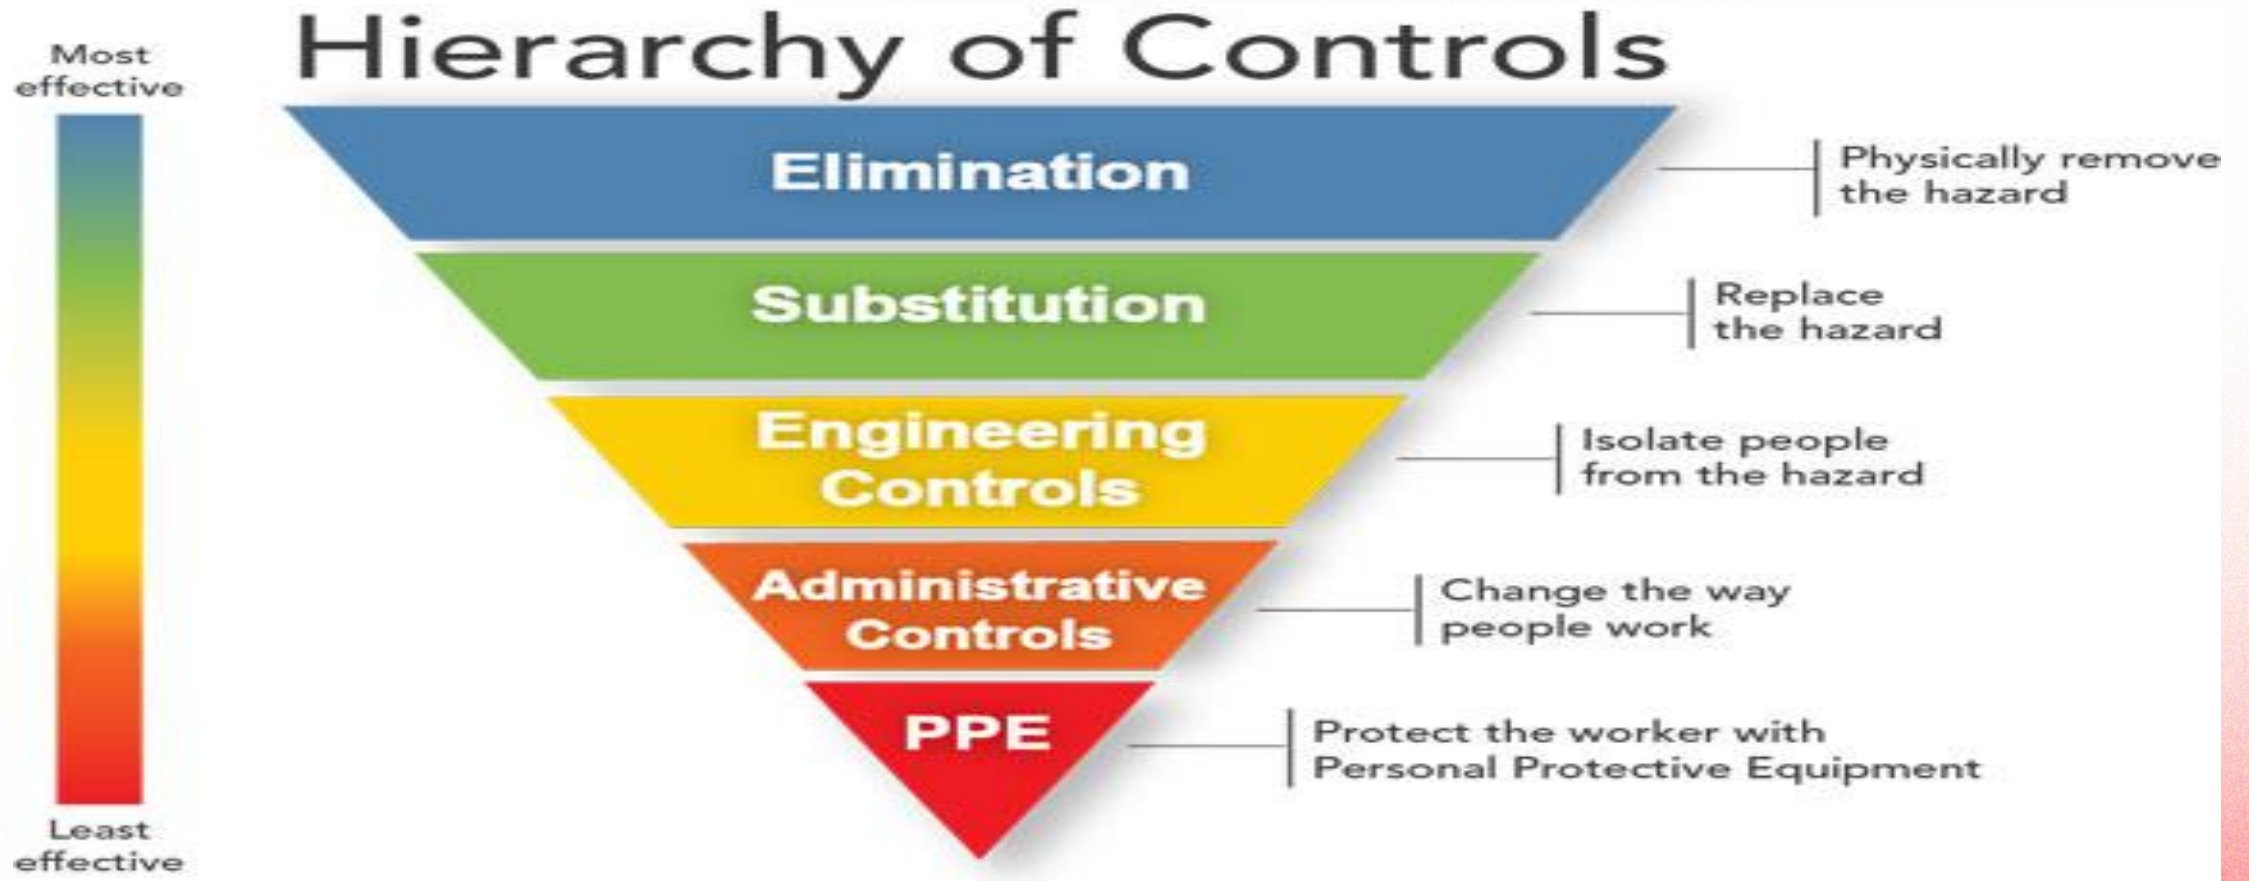 Hierarchy of Controls
Most
effective
Elimination
Physically remove
the hazard
Substitution
Replace
the hazard
Engineering
Controls
Isolate people
from the hazard
Administrative
Controls
Change the way
people work
PPE
Protect the worker with
Personal Protective Equipment
Least
effective